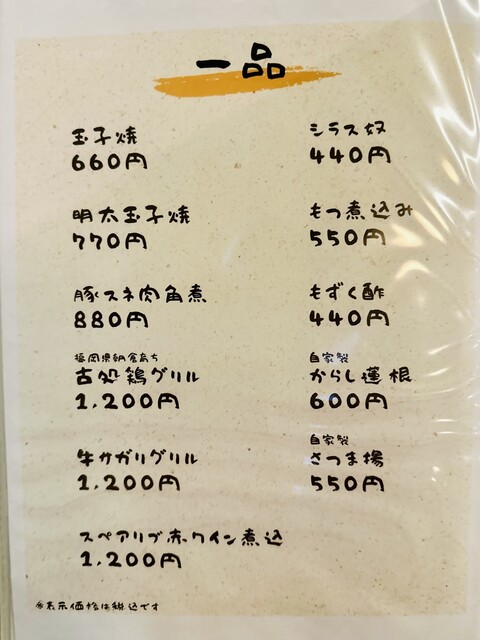 一品
玉子焼
660円
明太玉子焼
770円
豚スネ肉角煮
880円
福岡県朝倉育ち
古処鶏グリル
1,200円
牛サガリグリル
1,200円
スペアリブ赤ワイン煮込
1,200円
シラス奴
440円
もつ煮込み
550円
もずく酢
440円
自家製
からし蓮根
600円
自家製
さつま揚
550円
※表示価格は税込です